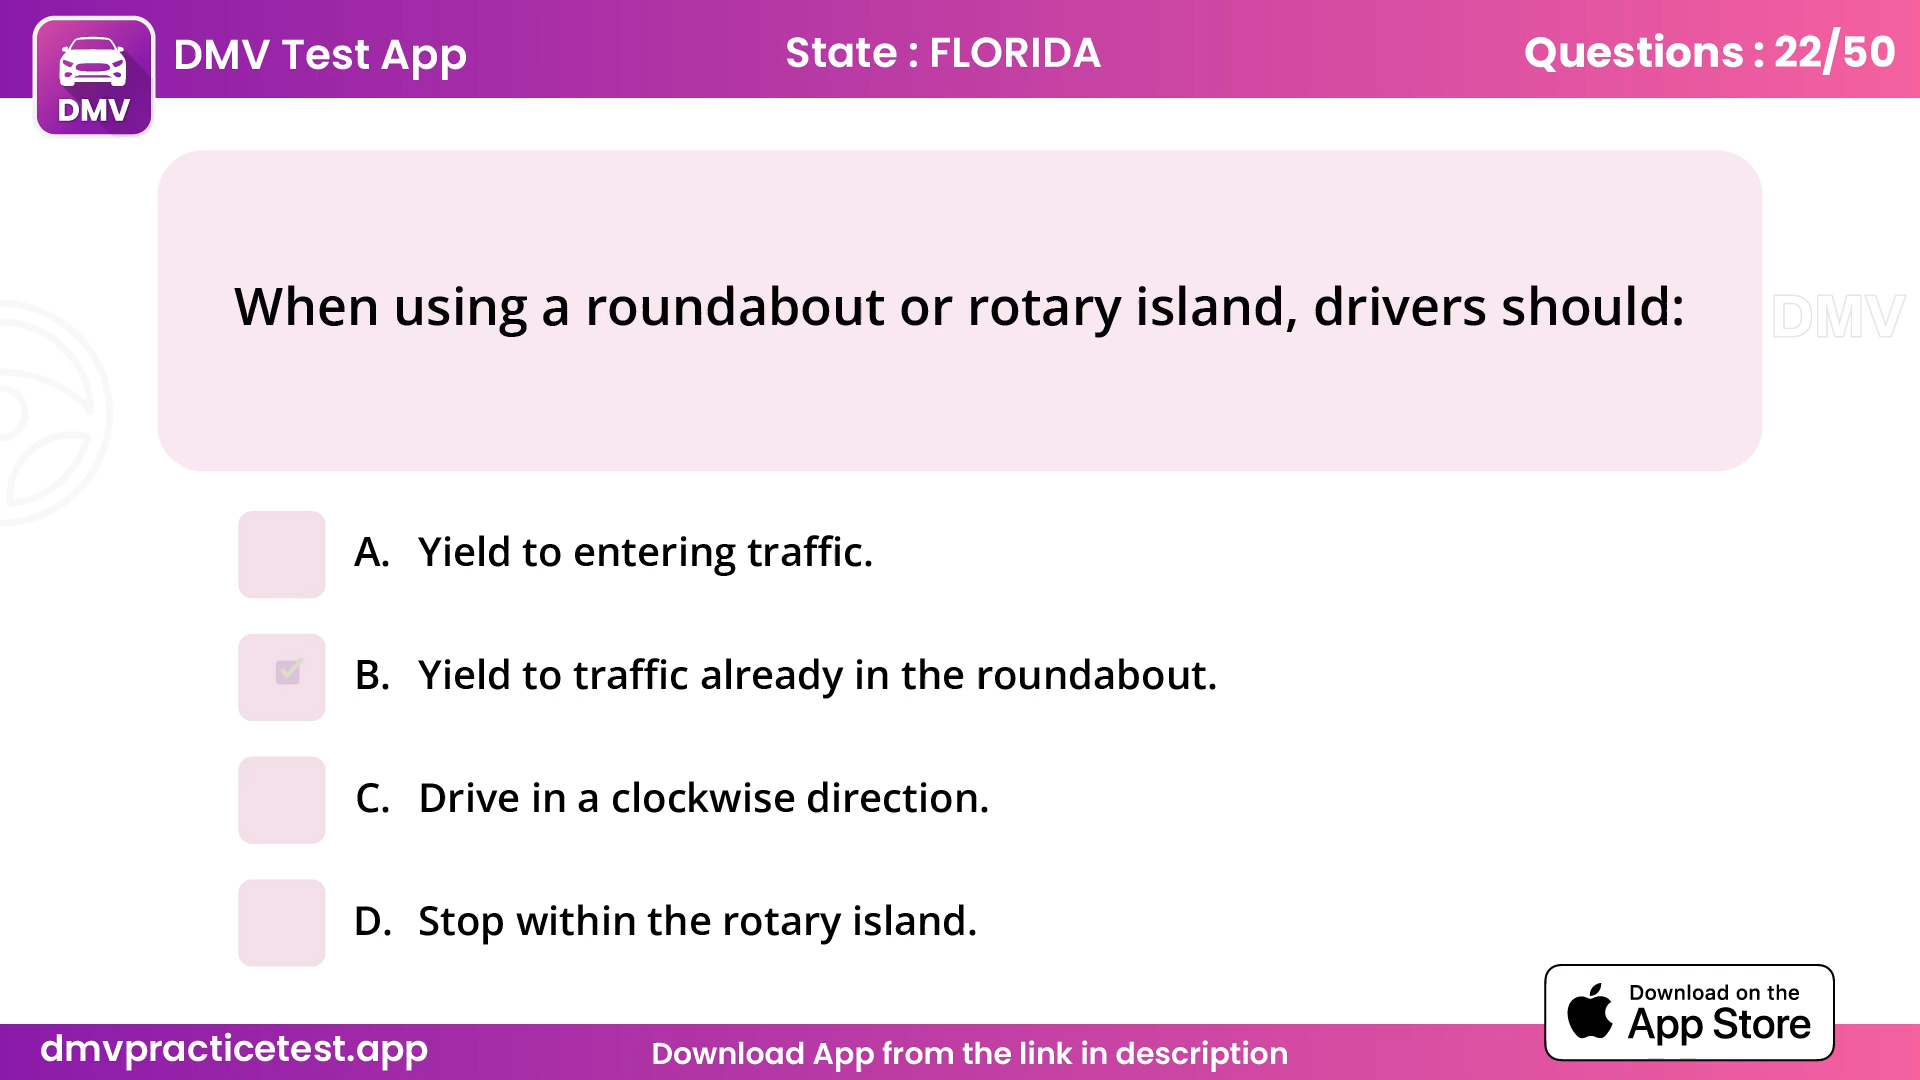 DMV Test App
State : FLORIDA
Questions : 22/50
DMV
When using a roundabout or rotary island, drivers should:
DMV
A. Yield to entering traffic.
B. Yield to traffic already in the roundabout.
C. Drive in a clockwise direction.
D. Stop within the rotary island.
Download on the
App Store
dmvpracticetest.app
Download App from the link in description